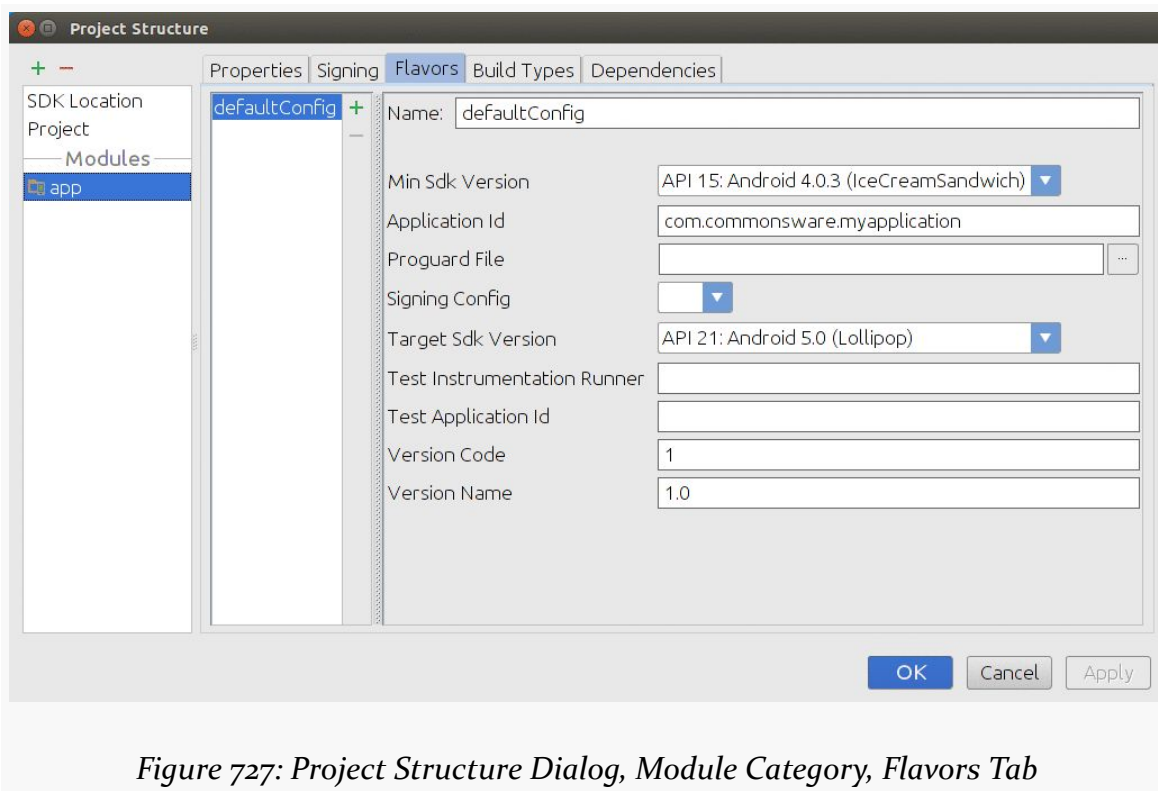 Project Structure
Properties Signing Flavors Build Types Dependencies
SDK Location
Project
Modules
app
defaultConfig
Name: defaultConfig
Min Sdk Version API 15: Android 4.0.3 (IceCreamSandwich)
Application Id com.commonsware.myapplication
Proguard File ...
Signing Config
Target Sdk Version API 21: Android 5.0 (Lollipop)
Test Instrumentation Runner
Test Application Id
Version Code 1
Version Name 1.0
OK Cancel Apply
Figure 727: Project Structure Dialog, Module Category, Flavors Tab